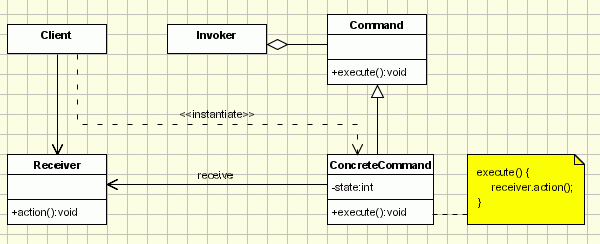 Client
Invoker
Command
+execute():void
<<instantiate>>
Receiver
+action():void
receive
ConcreteCommand
-state:int
+execute():void
execute() {
receiver.action();
}